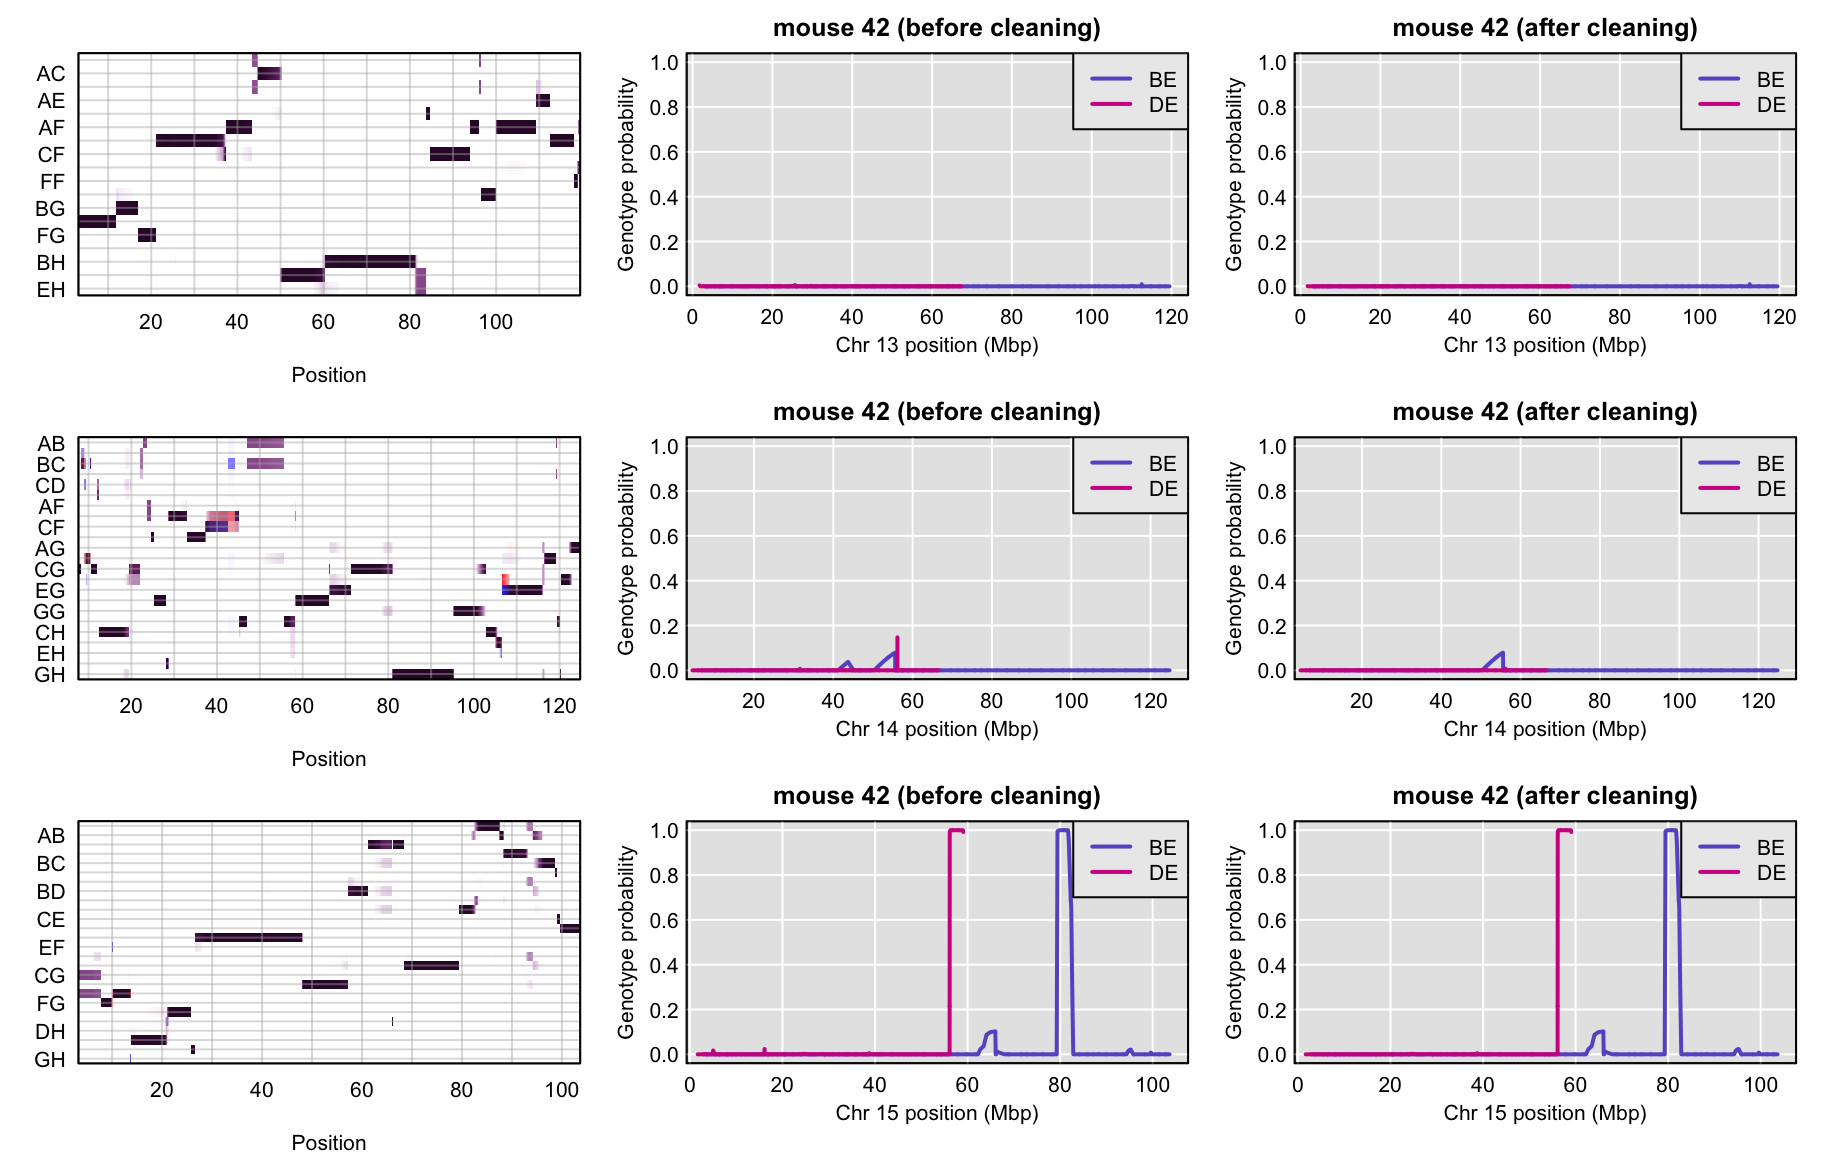 mouse 42 (before cleaning)
mouse 42 (after cleaning)
AC
AE
AF
CF
FF
BG
FG
BH
EH
20 40 60 80 100
Position
Genotype probability
1.0
0.8
0.6
0.4
0.2
0.0
BE
DE
0 20 40 60 80 100 120
Chr 13 position (Mbp)
Genotype probability
1.0
0.8
0.6
0.4
0.2
0.0
BE
DE
0 20 40 60 80 100 120
Chr 13 position (Mbp)
mouse 42 (before cleaning)
mouse 42 (after cleaning)
AB
BC
CD
AF
CF
AG
CG
EG
GG
CH
EH
GH
20 40 60 80 100 120
Position
Genotype probability
1.0
0.8
0.6
0.4
0.2
0.0
BE
DE
20 40 60 80 100 120
Chr 14 position (Mbp)
Genotype probability
1.0
0.8
0.6
0.4
0.2
0.0
BE
DE
20 40 60 80 100 120
Chr 14 position (Mbp)
mouse 42 (before cleaning)
mouse 42 (after cleaning)
AB
BC
BD
CE
EF
CG
FG
DH
GH
20 40 60 80 100
Position
Genotype probability
1.0
0.8
0.6
0.4
0.2
0.0
BE
DE
0 20 40 60 80 100
Chr 15 position (Mbp)
Genotype probability
1.0
0.8
0.6
0.4
0.2
0.0
BE
DE
0 20 40 60 80 100
Chr 15 position (Mbp)